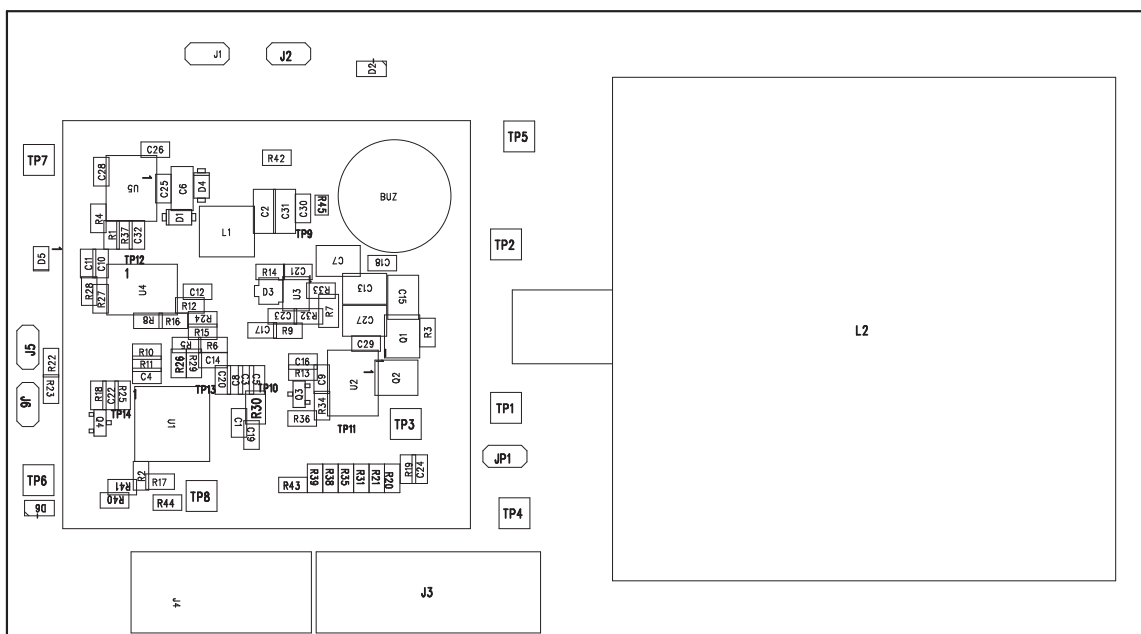 J1
J2
D2
TP7
TP5
C26
R42
C28
U5
1
C25
C6
D4
BUZ
R4
D1
C2
C31
C30
R45
L1
R1
R37
C32
TP9
TP2
D5
1
TP12
C11
C10
1
C7
C18
R14
C21
R28
R27
U4
C12
D3
U3
R33
C13
C15
R12
R7
R8
R16
R24
C23
R32
C27
L2
R15
C17
R9
Q1
R3
J5
R5
R6
C29
R10
R26
R29
C14
C16
R22
R11
R13
C9
1
U2
Q2
C4
TP13
C20
C8
C3
C5
TP10
R23
R18
C22
R25
1
Q3
J6
TP14
R30
R34
TP1
Q4
U1
C1
R36
TP3
C19
TP11
JP1
R2
R19
C24
TP6
R41
R17
R43
R39
R38
R35
R31
R21
R20
R40
R44
TP8
D6
TP4
J4
J3